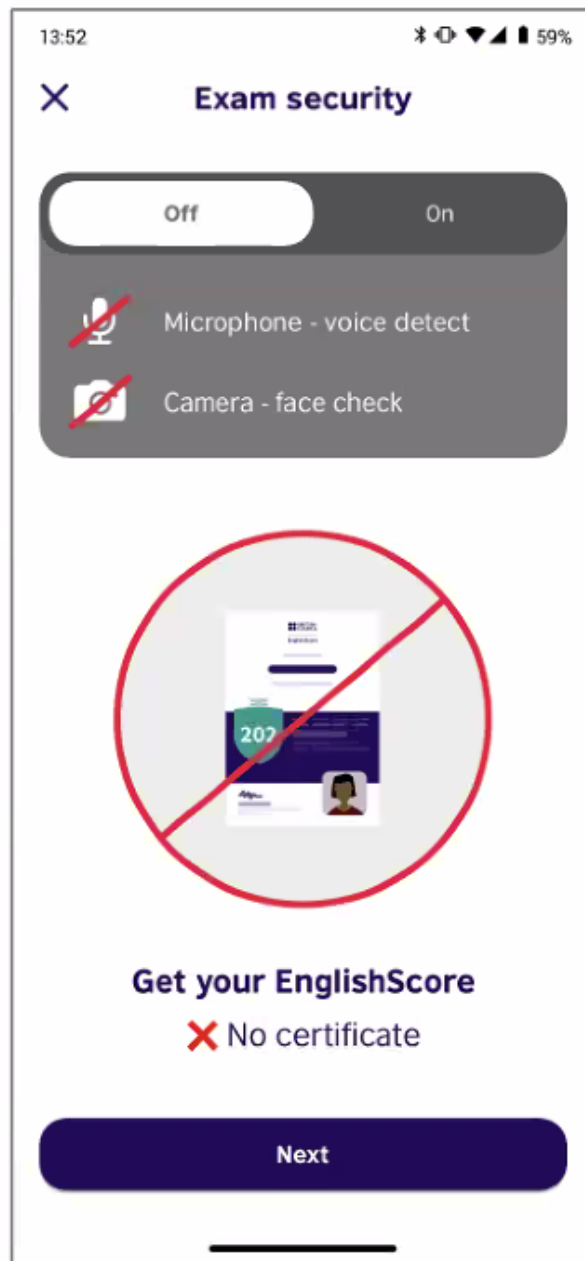 13:52
59%
Exam security
Off
On
Microphone - voice detect
Camera - face check
202
Get your EnglishScore
❌ No certificate
Next